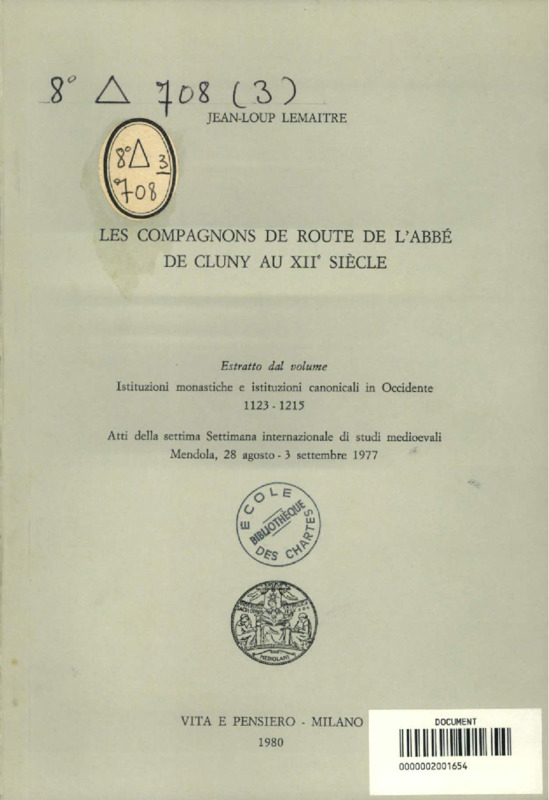 8° △ 708 (3)
JEAN-LOUP LEMAITRE
8° △ 3
708
LES COMPAGNONS DE ROUTE DE L'ABBÉ
DE CLUNY AU XIIᵉ SIÈCLE
Estratto dal volume
Istituzioni monastiche e istituzioni canonicali in Occidente
1123 - 1215
Atti della settima Settimana internazionale di studi medioevali
Mendola, 28 agosto - 3 settembre 1977
ECOLE
BIBLIOTHÈQUE
DES CHARTES
MEDIOLANI
VITA E PENSIERO - MILANO
1980
DOCUMENT
0000002001654